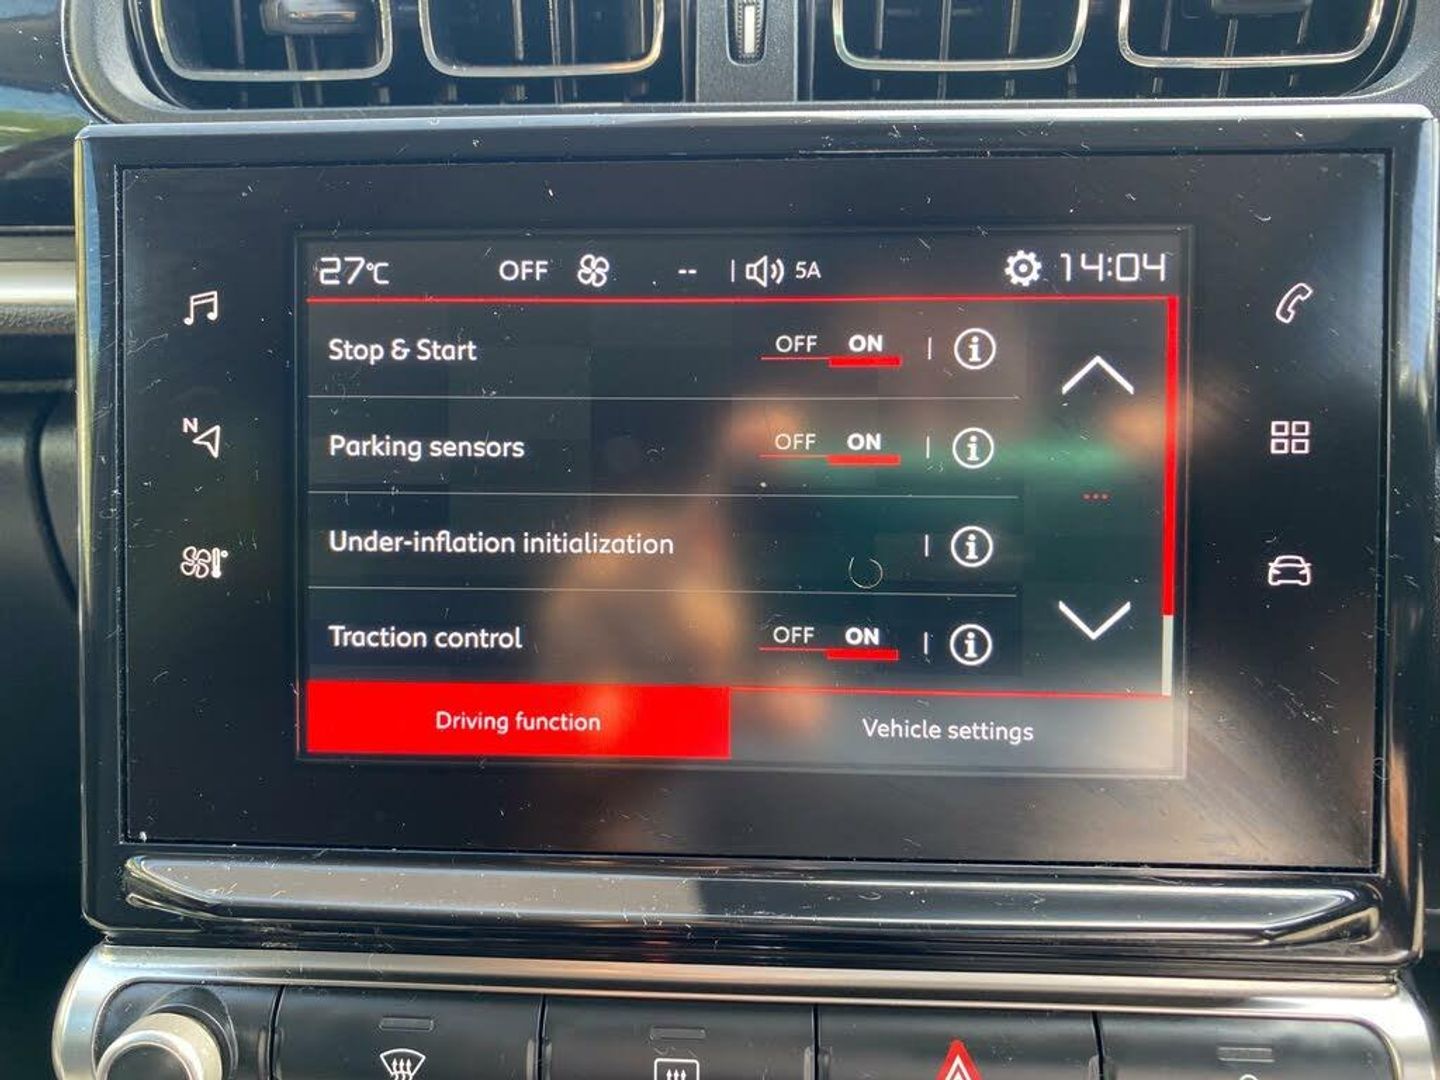 27°C OFF -- 5A 14:04
Stop & Start OFF ON
Parking sensors OFF ON
N
Under-inflation initialization
Traction control OFF ON
Driving function Vehicle settings